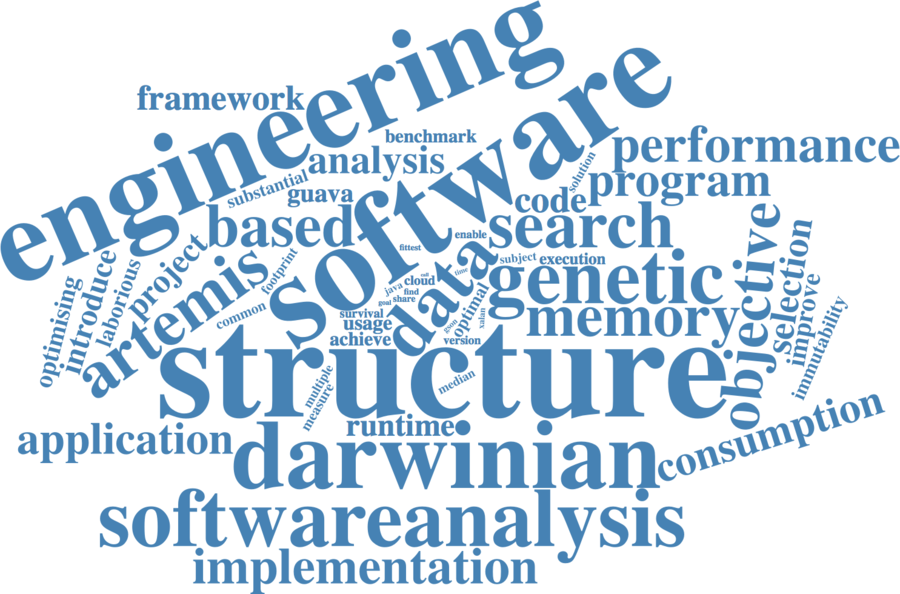 engineering
software
framework
benchmark
analysis
performance
substantial
guava
solution
program
code
based
search
enable
fittest
project
introduce
laborious
optimising
artemis
footprint
common
data
subject
execution
genetic
objective
selection
improve
immutability
java
cloud
cell
time
find
goal
share
survival
usage
achieve
optimal
gson
xalan
version
memory
structure
multiple
measure
median
runtime
application
darwinian
consumption
softwareanalysis
implementation